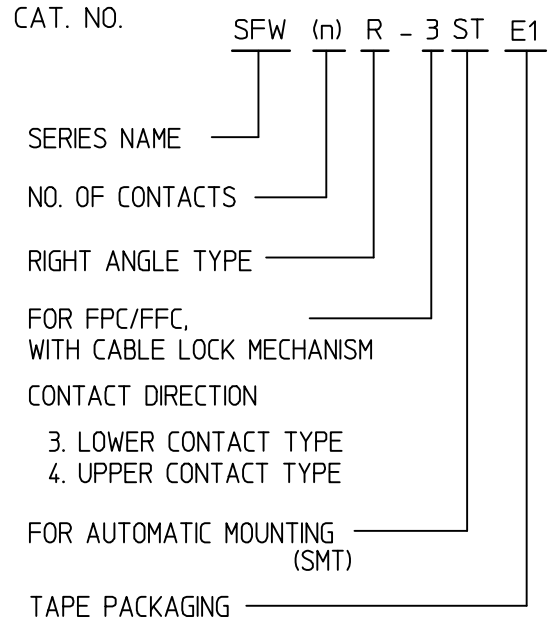 CAT. NO.
SFW (n) R - 3 ST E1
SERIES NAME
NO. OF CONTACTS
RIGHT ANGLE TYPE
FOR FPC/FFC,
WITH CABLE LOCK MECHANISM
CONTACT DIRECTION
3. LOWER CONTACT TYPE
4. UPPER CONTACT TYPE
FOR AUTOMATIC MOUNTING
(SMT)
TAPE PACKAGING